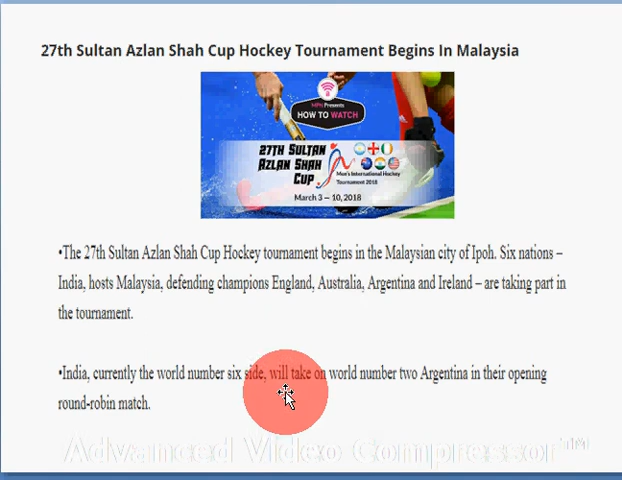 27th Sultan Azlan Shah Cup Hockey Tournament Begins In Malaysia
MPH Presents
HOW TO WATCH
27TH SULTAN
AZLAN SHAH
CUP
Men's International Hockey
Tournament 2018
March 3 – 10, 2018
•The 27th Sultan Azlan Shah Cup Hockey tournament begins in the Malaysian city of Ipoh. Six nations –
India, hosts Malaysia, defending champions England, Australia, Argentina and Ireland – are taking part in
the tournament.
•India, currently the world number six side, will take on world number two Argentina in their opening
round-robin match.
Advanced Video Compressor™